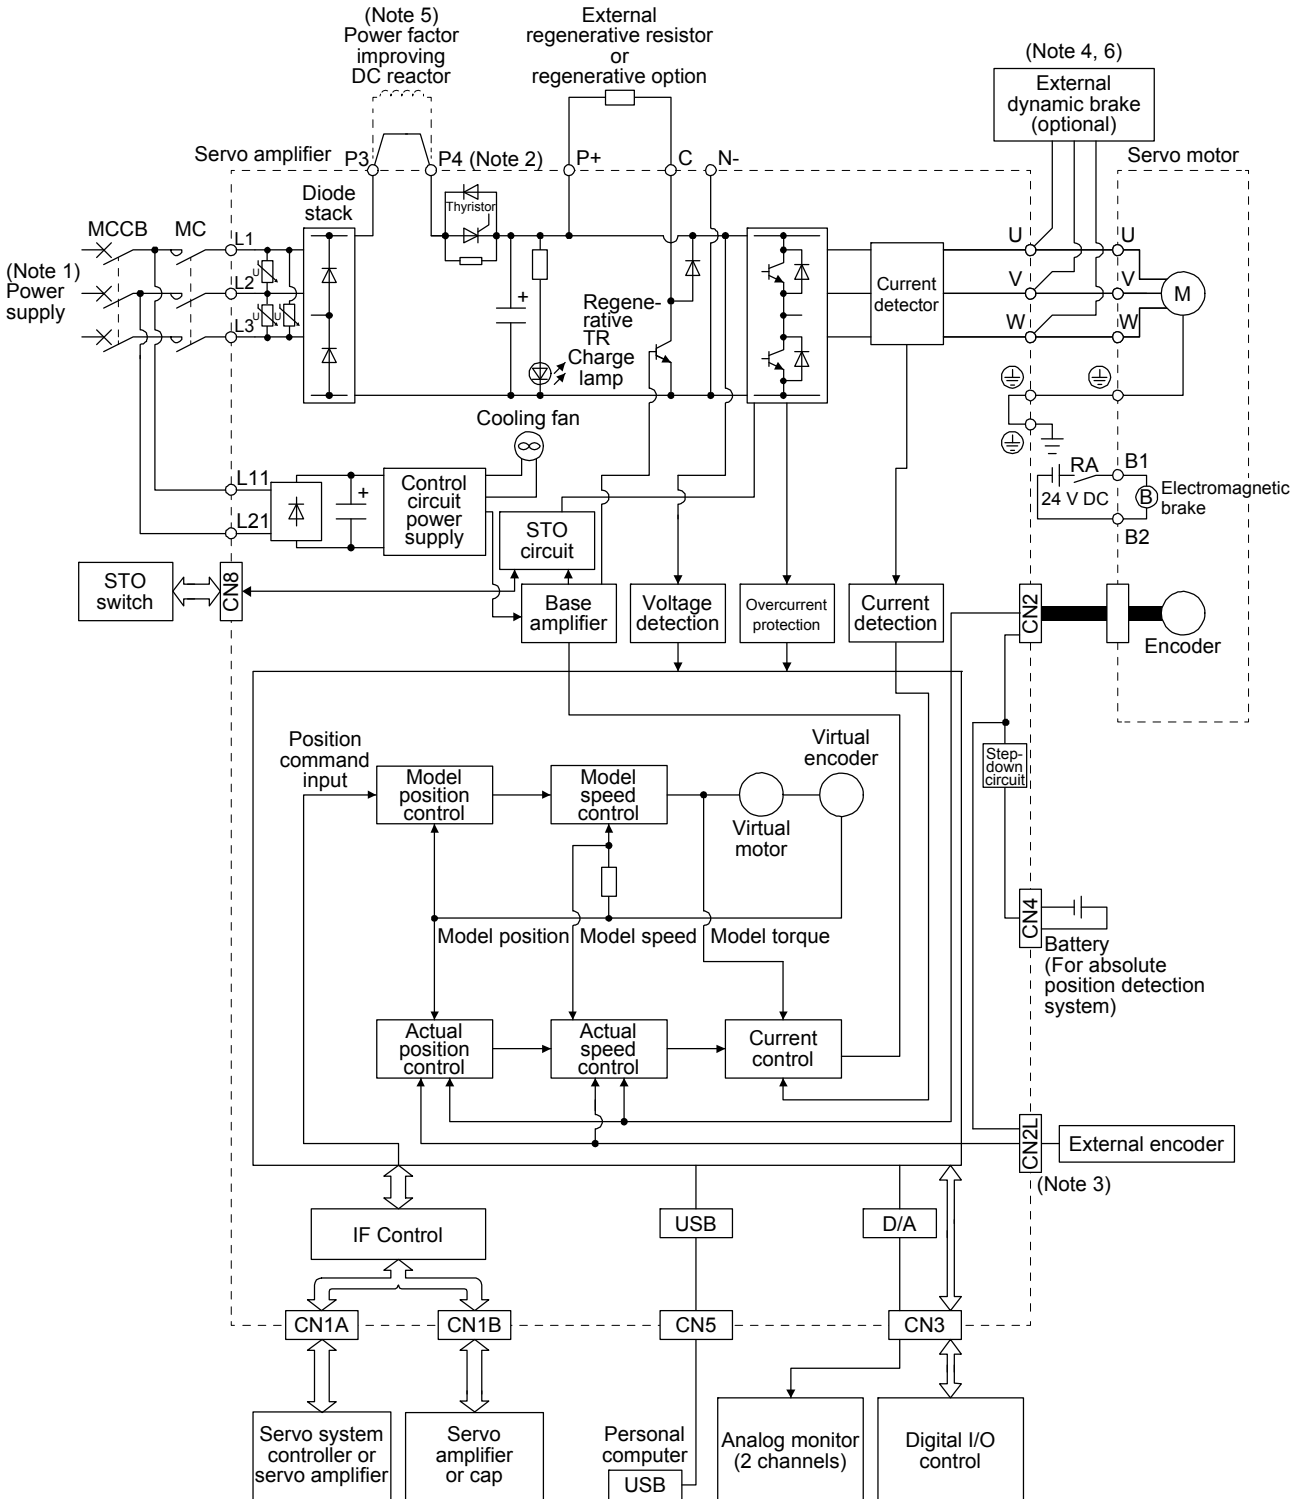 (Note 5)
Power factor
improving
DC reactor
External
regenerative resistor
or
regenerative option
(Note 4, 6)
External
dynamic brake
(optional)
Servo amplifier
P3
P4 (Note 2)
P+
C
N-
Servo motor
Diode
stack
Thyristor
MCCB
MC
L1
L2
L3
U
U
U
(Note 1)
Power
supply
+
Regene-
rative
TR
Charge
lamp
Current
detector
U
V
W
U
V
W
M
Cooling fan
L11
L21
+
Control
circuit
power
supply
STO
circuit
RA
24 V DC
B1
B2
B
Electromagnetic
brake
STO
switch
CN8
Base
amplifier
Voltage
detection
Overcurrent
protection
Current
detection
CN2
Encoder
Step-
down
circuit
Position
command
input
Model
position
control
Model
speed
control
Virtual
motor
Virtual
encoder
Model position
Model speed
Model torque
CN4
Battery
(For absolute
position detection
system)
Actual
position
control
Actual
speed
control
Current
control
CN2L
External encoder
(Note 3)
IF Control
USB
D/A
CN1A
CN1B
CN5
CN3
Servo system
controller or
servo amplifier
Servo
amplifier
or cap
Personal
computer
USB
Analog monitor
(2 channels)
Digital I/O
control